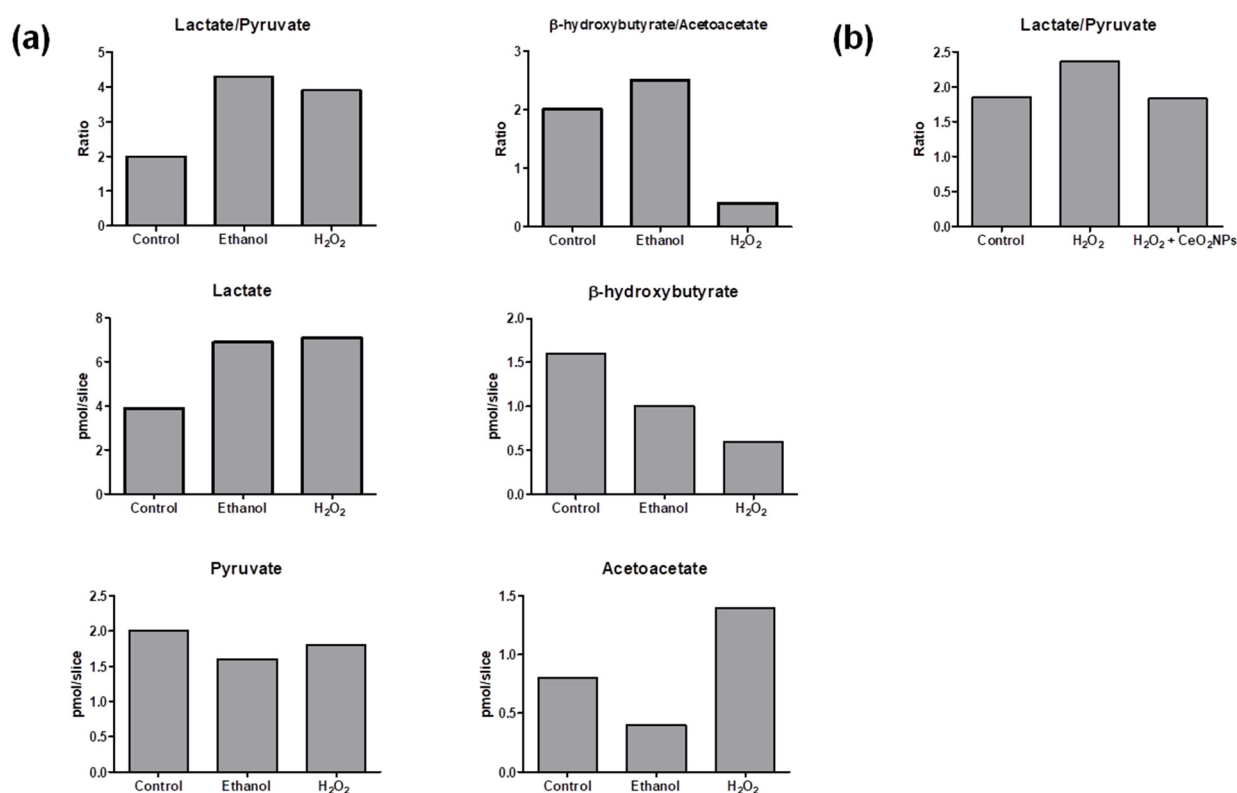 (a)
Lactate/Pyruvate
5
4
3
2
1
0
Ratio
Control Ethanol H₂O₂
β-hydroxybutyrate/Acetoacetate
3
2
1
0
Ratio
Control Ethanol H₂O₂
(b)
Lactate/Pyruvate
2.5
2.0
1.5
1.0
0.5
0.0
Ratio
Control H₂O₂ H₂O₂ + CeO₂NPs
Lactate
8
6
4
2
0
pmol/slice
Control Ethanol H₂O₂
β-hydroxybutyrate
2.0
1.5
1.0
0.5
0.0
pmol/slice
Control Ethanol H₂O₂
Pyruvate
2.5
2.0
1.5
1.0
0.5
0.0
pmol/slice
Control Ethanol H₂O₂
Acetoacetate
1.5
1.0
0.5
0.0
pmol/slice
Control Ethanol H₂O₂